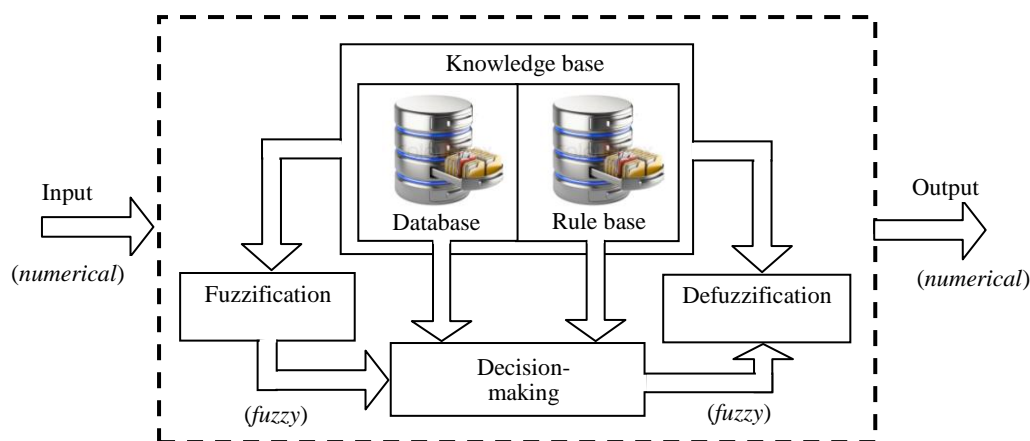 Knowledge base
Database
Rule base
Input
(numerical)
Output
(numerical)
Fuzzification
Defuzzification
Decision-
making
(fuzzy)
(fuzzy)